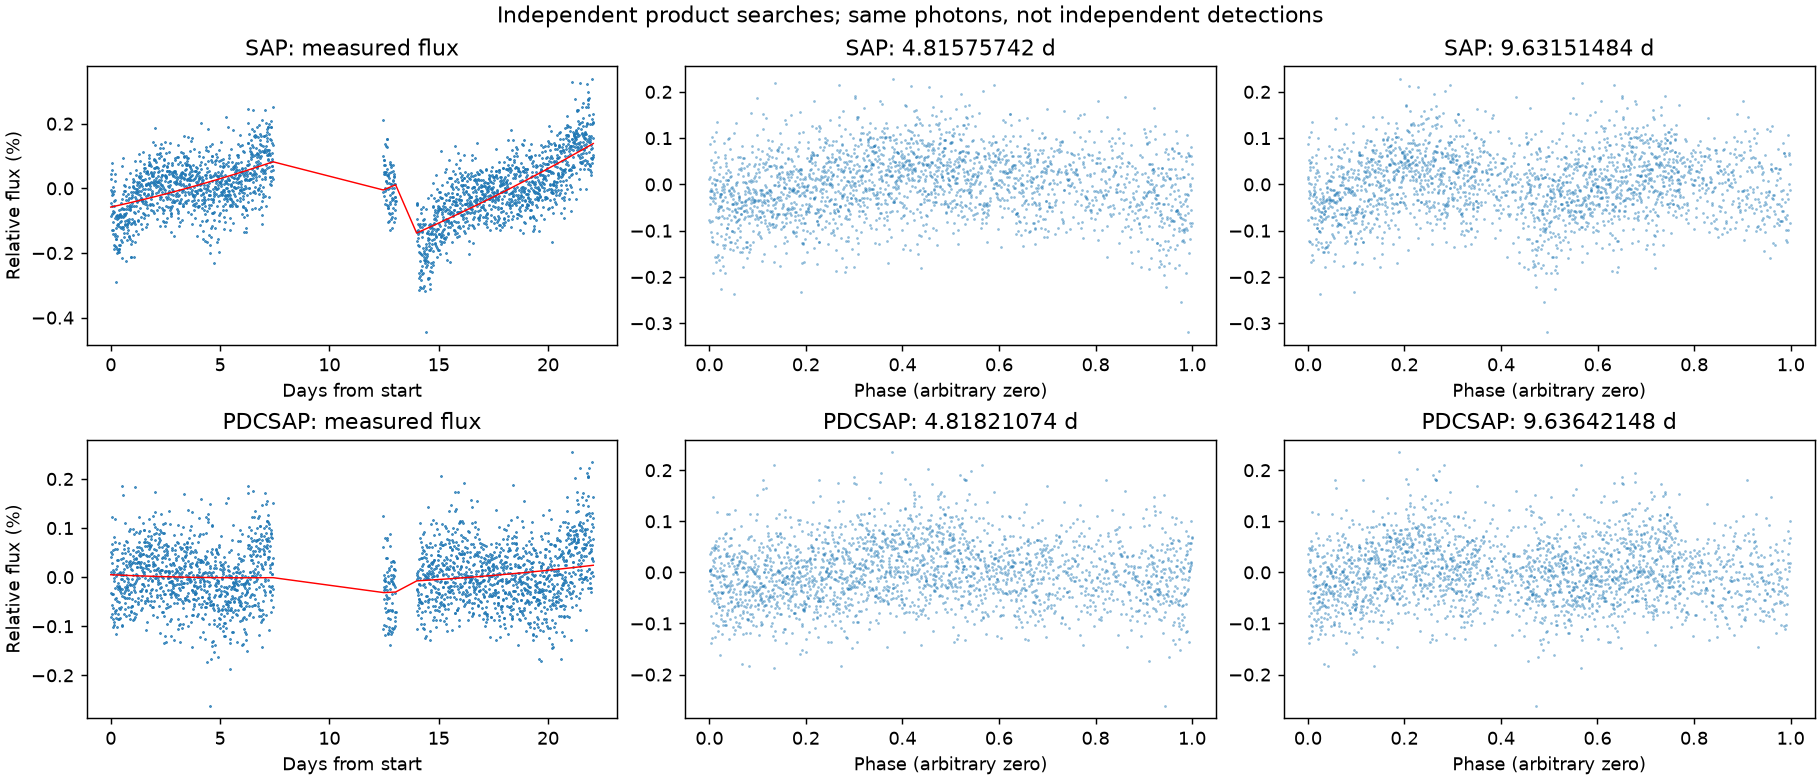 Independent product searches; same photons, not independent detections
SAP: measured flux
SAP: 4.81575742 d
SAP: 9.63151484 d
Relative flux (%)
0.2
0.0
−0.2
−0.4
0 5 10 15 20
Days from start
0.2
0.1
0.0
−0.1
−0.2
−0.3
0.0 0.2 0.4 0.6 0.8 1.0
Phase (arbitrary zero)
0.2
0.1
0.0
−0.1
−0.2
−0.3
0.0 0.2 0.4 0.6 0.8 1.0
Phase (arbitrary zero)
PDCSAP: measured flux
PDCSAP: 4.81821074 d
PDCSAP: 9.63642148 d
Relative flux (%)
0.2
0.1
0.0
−0.1
−0.2
0 5 10 15 20
Days from start
0.2
0.1
0.0
−0.1
−0.2
0.0 0.2 0.4 0.6 0.8 1.0
Phase (arbitrary zero)
0.2
0.1
0.0
−0.1
−0.2
0.0 0.2 0.4 0.6 0.8 1.0
Phase (arbitrary zero)